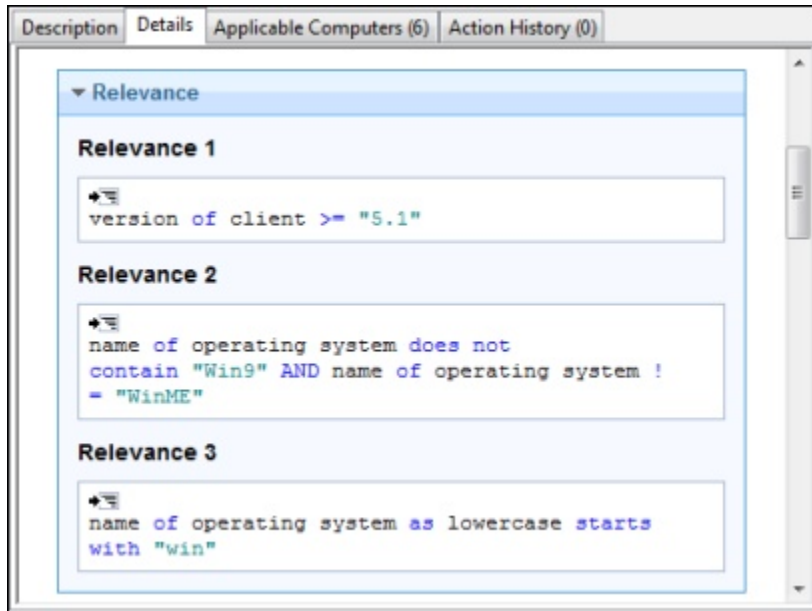 Description Details Applicable Computers (6) Action History (0)
Relevance
Relevance 1
version of client >= "5.1"
Relevance 2
name of operating system does not
contain "Win9" AND name of operating system !
= "WinME"
Relevance 3
name of operating system as lowercase starts
with "win"